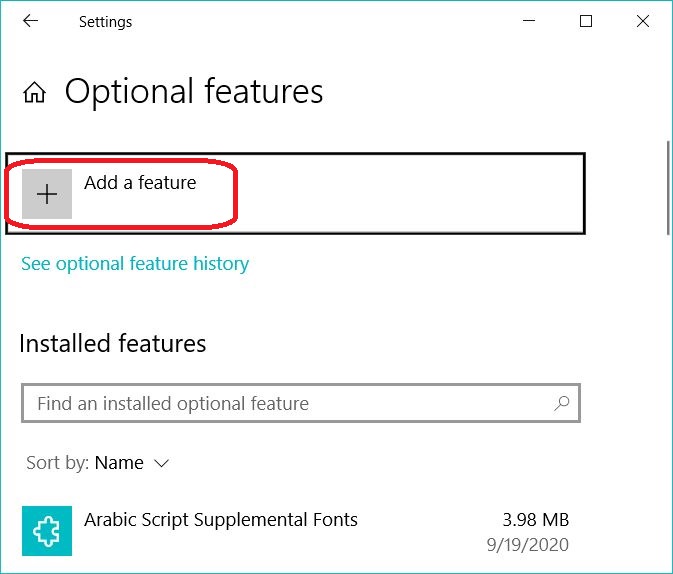 Settings
Optional features
Add a feature
See optional feature history
Installed features
Find an installed optional feature
Sort by: Name
Arabic Script Supplemental Fonts 3.98 MB
9/19/2020